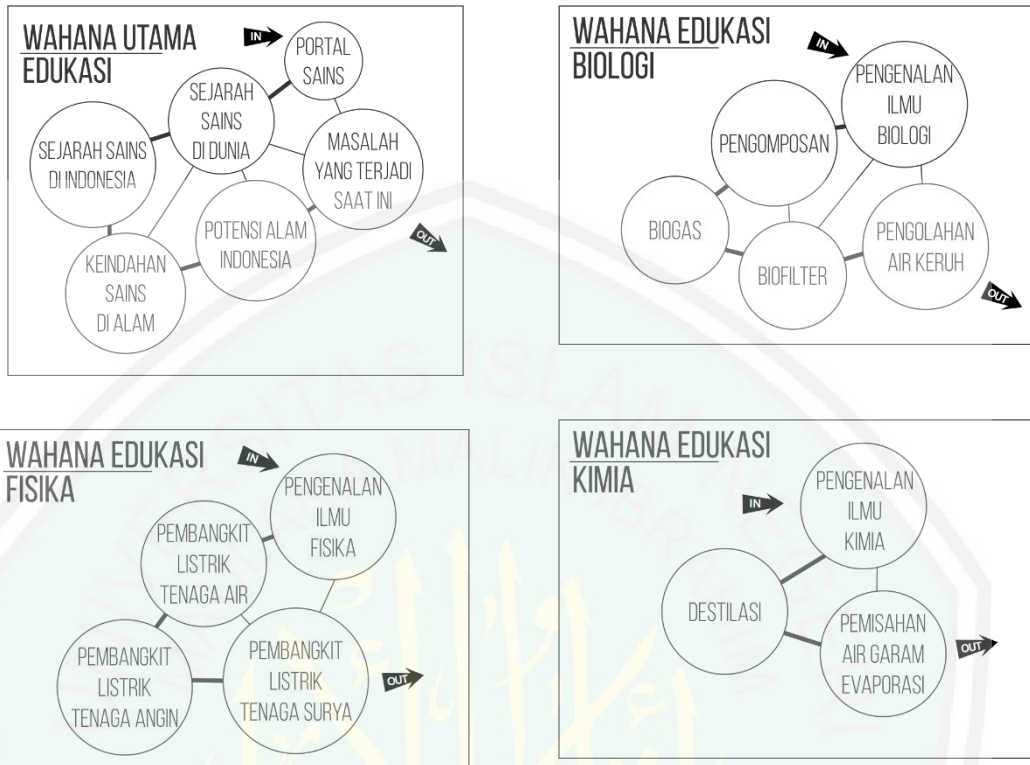 WAHANA UTAMA
EDUKASI
IN
PORTAL
SAINS
SEJARAH
SAINS
DI DUNIA
SEJARAH SAINS
DI INDONESIA
MASALAH
YANG TERJADI
SAAT INI
POTENSI ALAM
INDONESIA
KEINDAHAN
SAINS
DI ALAM
OUT
WAHANA EDUKASI
BIOLOGI
IN
PENGENALAN
ILMU
BIOLOGI
PENGOMPOSAN
BIOGAS
BIOFILTER
PENGOLAHAN
AIR KERUH
OUT
WAHANA EDUKASI
FISIKA
IN
PENGENALAN
ILMU
FISIKA
PEMBANGKIT
LISTRIK
TENAGA AIR
PEMBANGKIT
LISTRIK
TENAGA ANGIN
PEMBANGKIT
LISTRIK
TENAGA SURYA
OUT
WAHANA EDUKASI
KIMIA
IN
PENGENALAN
ILMU
KIMIA
DESTILASI
PEMISAHAN
AIR GARAM
EVAPORASI
OUT